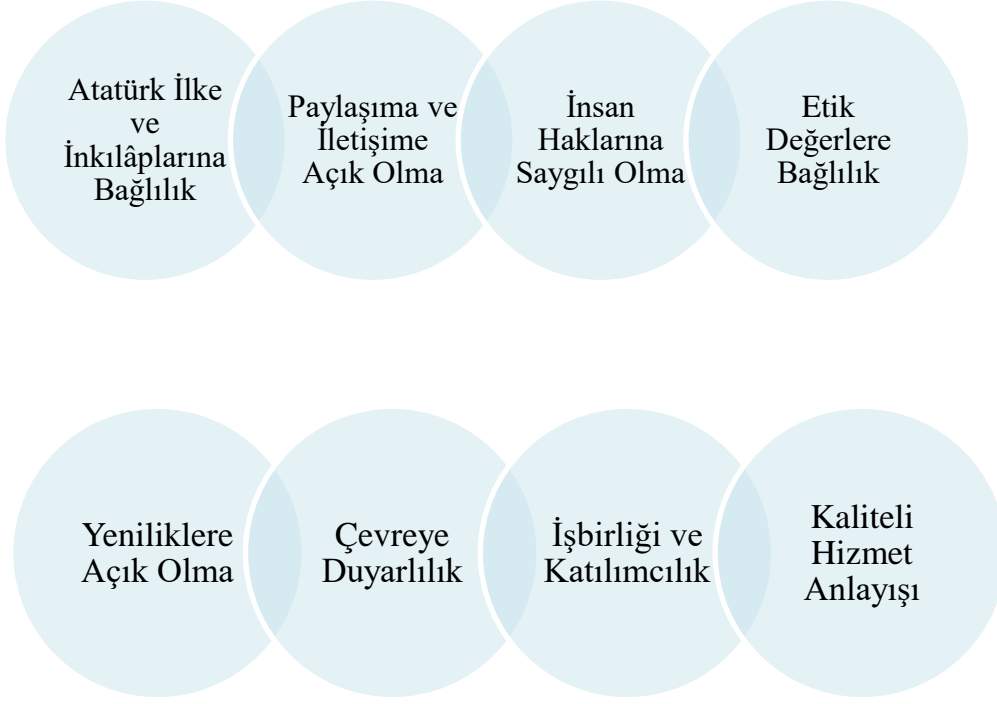 Atatürk İlke
ve
İnkılâplarına
Bağlılık
Paylaşıma ve
İletişime
Açık Olma
İnsan
Haklarına
Saygılı Olma
Etik
Değerlere
Bağlılık
Yeniliklere
Açık Olma
Çevreye
Duyarlılık
İşbirliği ve
Katılımcılık
Kaliteli
Hizmet
Anlayışı